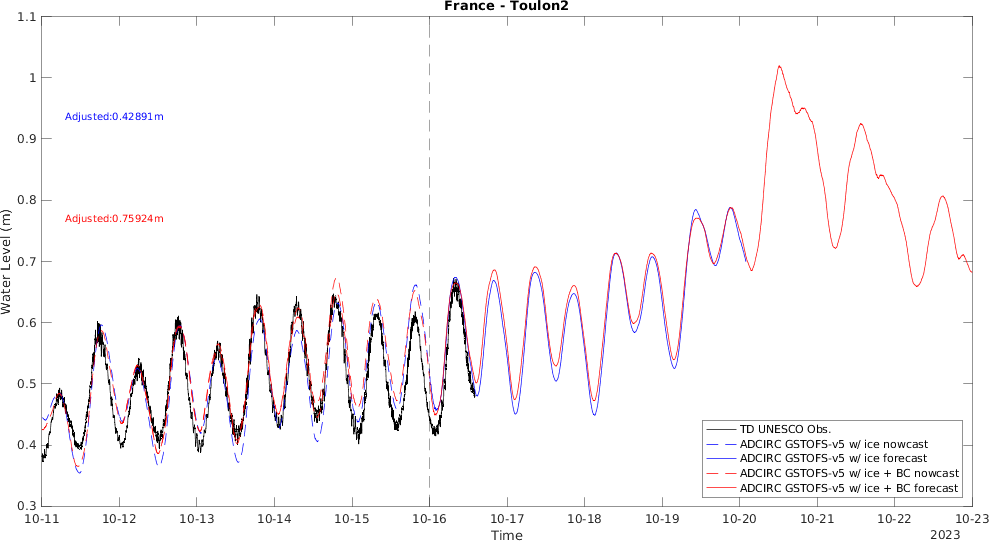 France - Toulon2
1.1
1
0.9
0.8
0.7
0.6
0.5
0.4
0.3
Water Level (m)
Adjusted:0.42891m
Adjusted:0.75924m
TD UNESCO Obs.
ADCIRC GSTOFS-v5 w/ ice nowcast
ADCIRC GSTOFS-v5 w/ ice forecast
ADCIRC GSTOFS-v5 w/ ice + BC nowcast
ADCIRC GSTOFS-v5 w/ ice + BC forecast
10-11 10-12 10-13 10-14 10-15 10-16 10-17 10-18 10-19 10-20 10-21 10-22 10-23
Time
2023